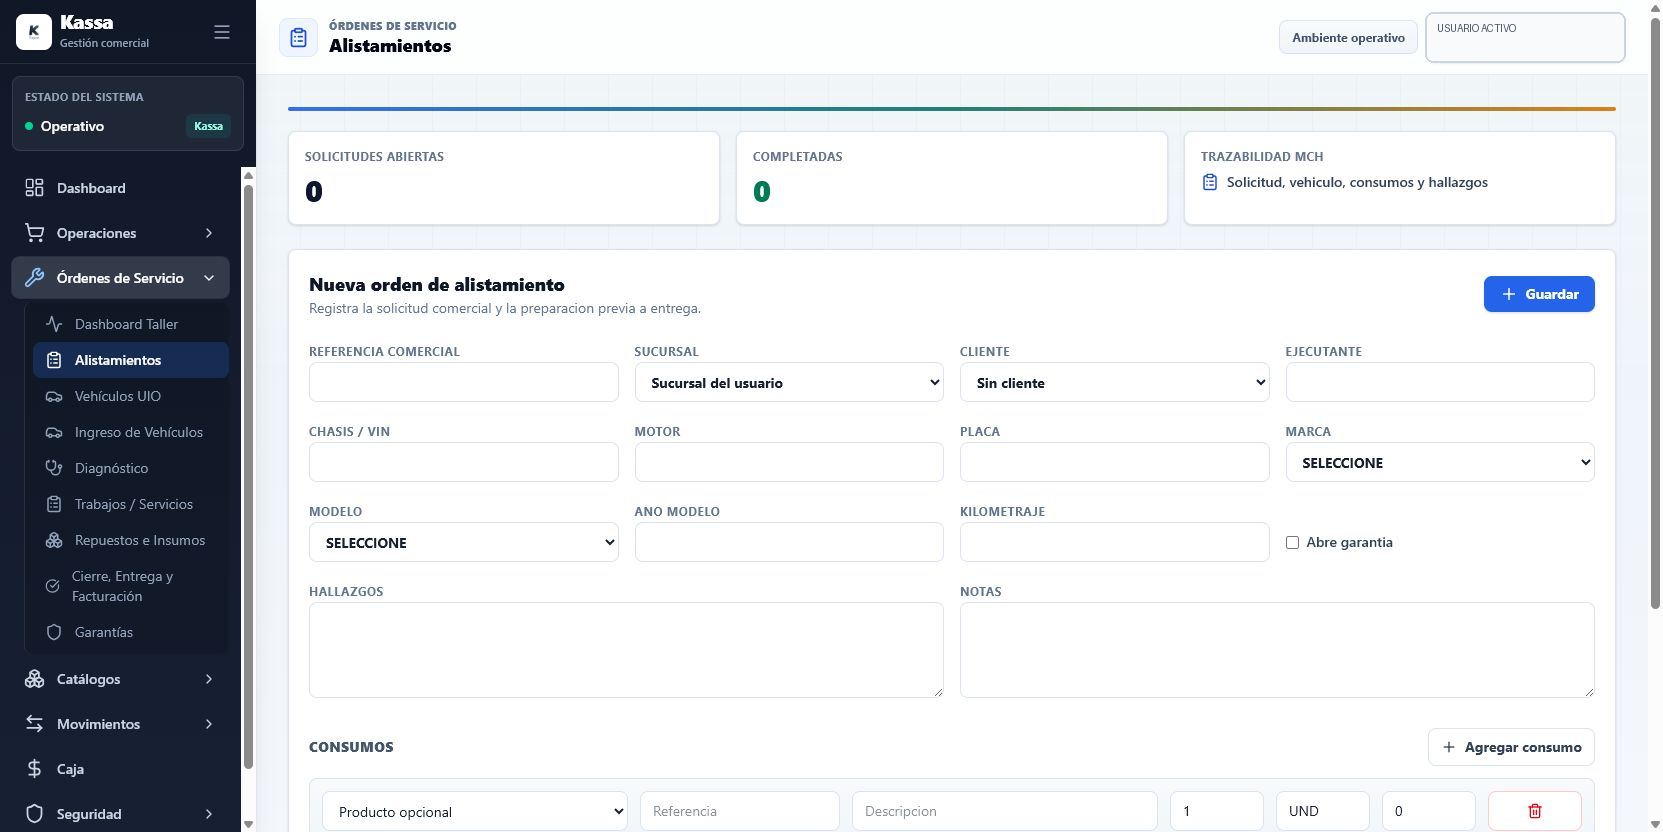 K
Kassa
Gestión comercial
ESTADO DEL SISTEMA
Operativo
Kassa
Dashboard
Operaciones
Órdenes de Servicio
Dashboard Taller
Alistamientos
Vehículos UIO
Ingreso de Vehículos
Diagnóstico
Trabajos / Servicios
Repuestos e Insumos
Cierre, Entrega y
Facturación
Garantías
Catálogos
Movimientos
Caja
Seguridad
ÓRDENES DE SERVICIO
Alistamientos
Ambiente operativo
USUARIO ACTIVO
SOLICITUDES ABIERTAS
0
COMPLETADAS
0
TRAZABILIDAD MCH
Solicitud, vehiculo, consumos y hallazgos
Nueva orden de alistamiento
Registra la solicitud comercial y la preparacion previa a entrega.
Guardar
REFERENCIA COMERCIAL
SUCURSAL
CLIENTE
EJECUTANTE
Sucursal del usuario
Sin cliente
CHASIS / VIN
MOTOR
PLACA
MARCA
SELECCIONE
MODELO
ANO MODELO
KILOMETRAJE
SELECCIONE
Abre garantia
HALLAZGOS
NOTAS
CONSUMOS
Agregar consumo
Producto opcional
Referencia
Descripcion
1
UND
0